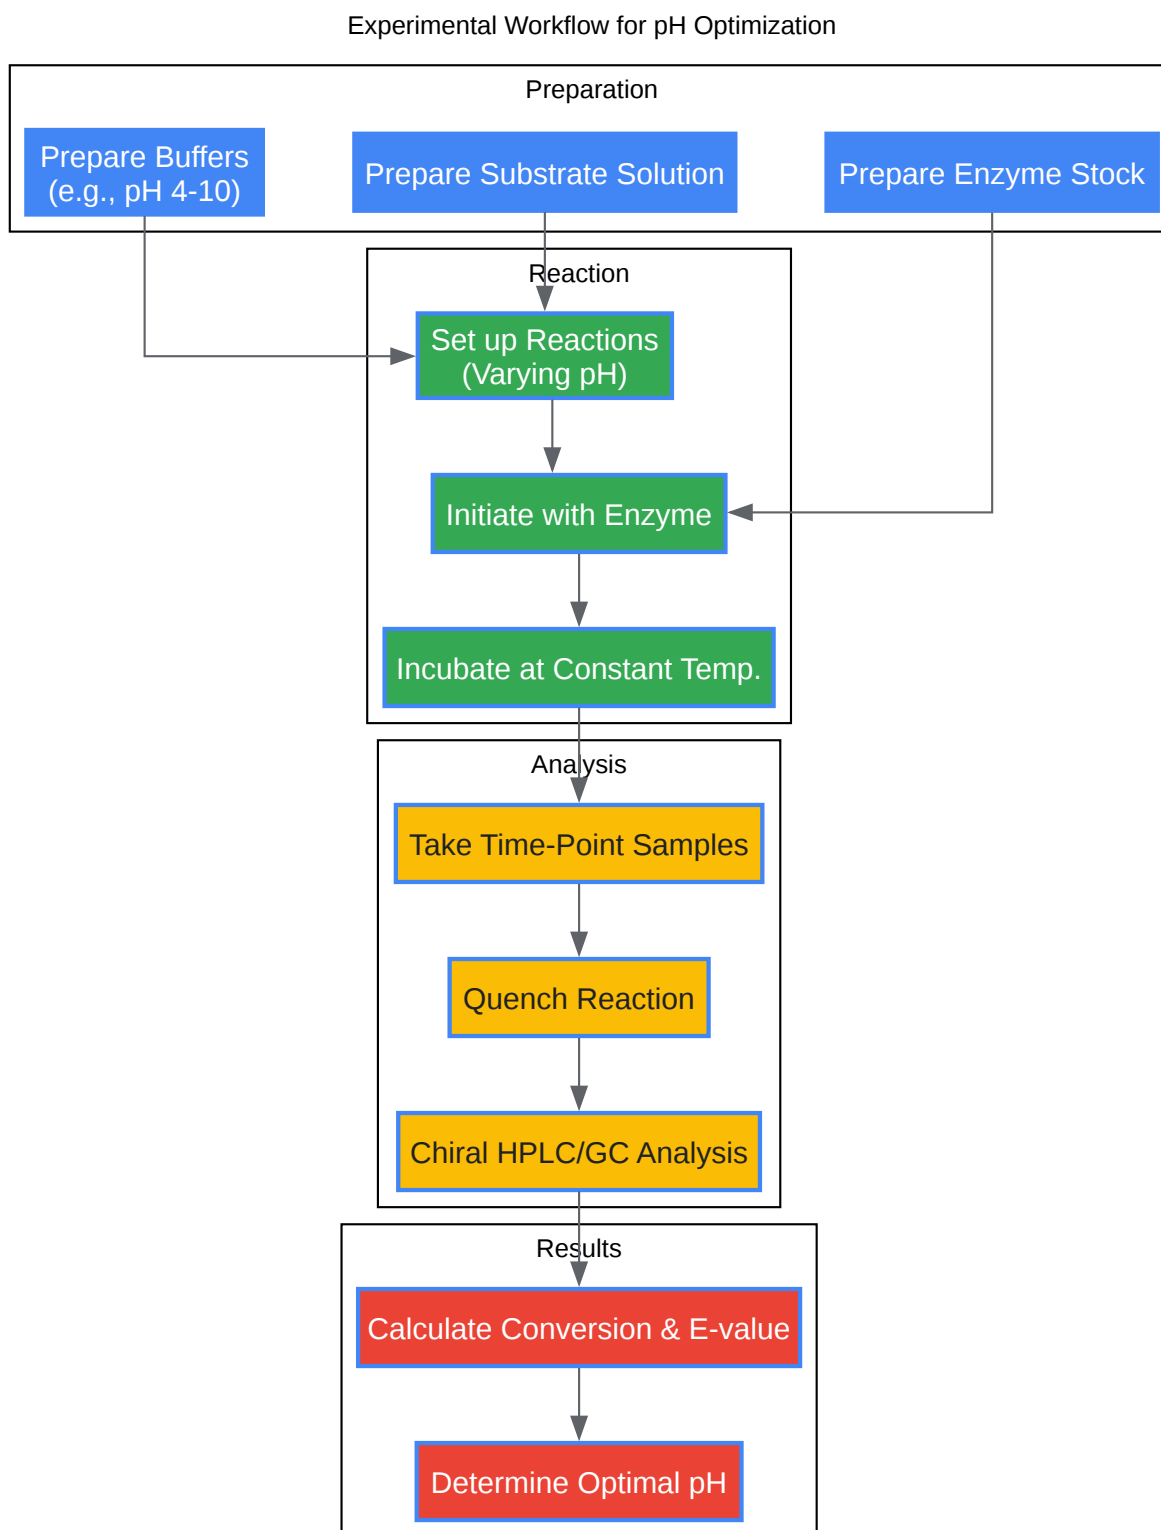 Experimental Workflow for pH Optimization
Preparation
Prepare Buffers
(e.g., pH 4-10)
Prepare Substrate Solution
Prepare Enzyme Stock
Reaction
Set up Reactions
(Varying pH)
Initiate with Enzyme
Incubate at Constant Temp.
Analysis
Take Time-Point Samples
Quench Reaction
Chiral HPLC/GC Analysis
Results
Calculate Conversion & E-value
Determine Optimal pH